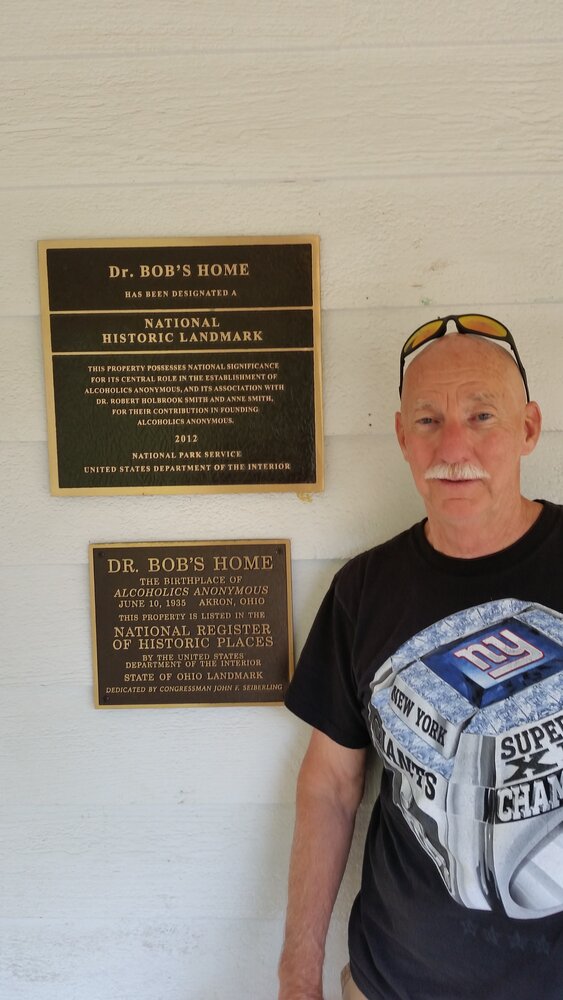 Dr. BOB'S HOME
HAS BEEN DESIGNATED A
NATIONAL
HISTORIC LANDMARK
THIS PROPERTY POSSESSES NATIONAL SIGNIFICANCE
FOR ITS CENTRAL ROLE IN THE ESTABLISHMENT OF
ALCOHOLICS ANONYMOUS, AND ITS ASSOCIATION WITH
DR. ROBERT HOLBROOK SMITH AND ANNE SMITH,
FOR THEIR CONTRIBUTION IN FOUNDING
ALCOHOLICS ANONYMOUS.
2012
NATIONAL PARK SERVICE
UNITED STATES DEPARTMENT OF THE INTERIOR
DR. BOB'S HOME
THE BIRTHPLACE OF
ALCOHOLICS ANONYMOUS
JUNE 10, 1935 AKRON, OHIO
THIS PROPERTY IS LISTED IN THE
NATIONAL REGISTER
OF HISTORIC PLACES
BY THE UNITED STATES
DEPARTMENT OF THE INTERIOR
STATE OF OHIO LANDMARK
DEDICATED BY CONGRESSMAN JOHN F. SEIBERLING
ny
NEW YORK
GIANTS
SUPER
CHAM